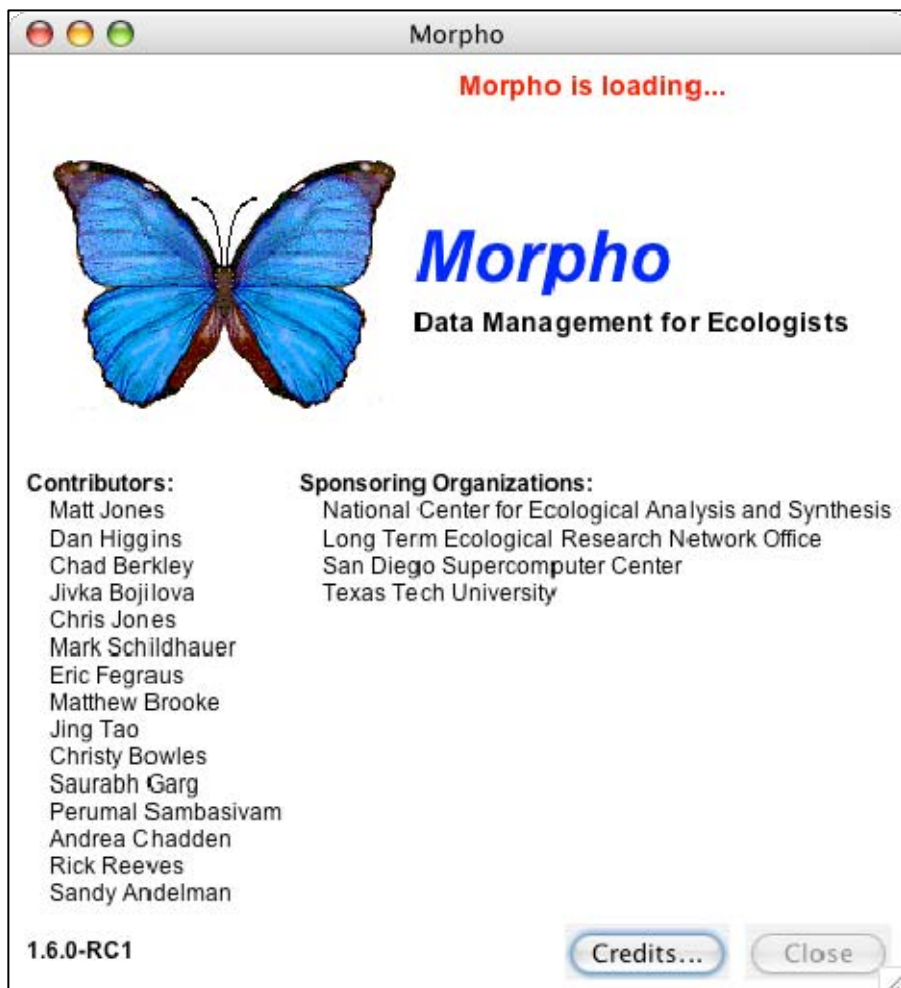 Morpho
Morpho is loading...
Morpho
Data Management for Ecologists
Contributors:
Matt Jones
Dan Higgins
Chad Berkley
Jivka Bojilova
Chris Jones
Mark Schildhauer
Eric Fegraus
Matthew Brooke
Jing Tao
Christy Bowles
Saurabh Garg
Perumal Sambasivam
Andrea Chadden
Rick Reeves
Sandy Andelman
Sponsoring Organizations:
National Center for Ecological Analysis and Synthesis
Long Term Ecological Research Network Office
San Diego Supercomputer Center
Texas Tech University
1.6.0-RC1
Credits...
Close